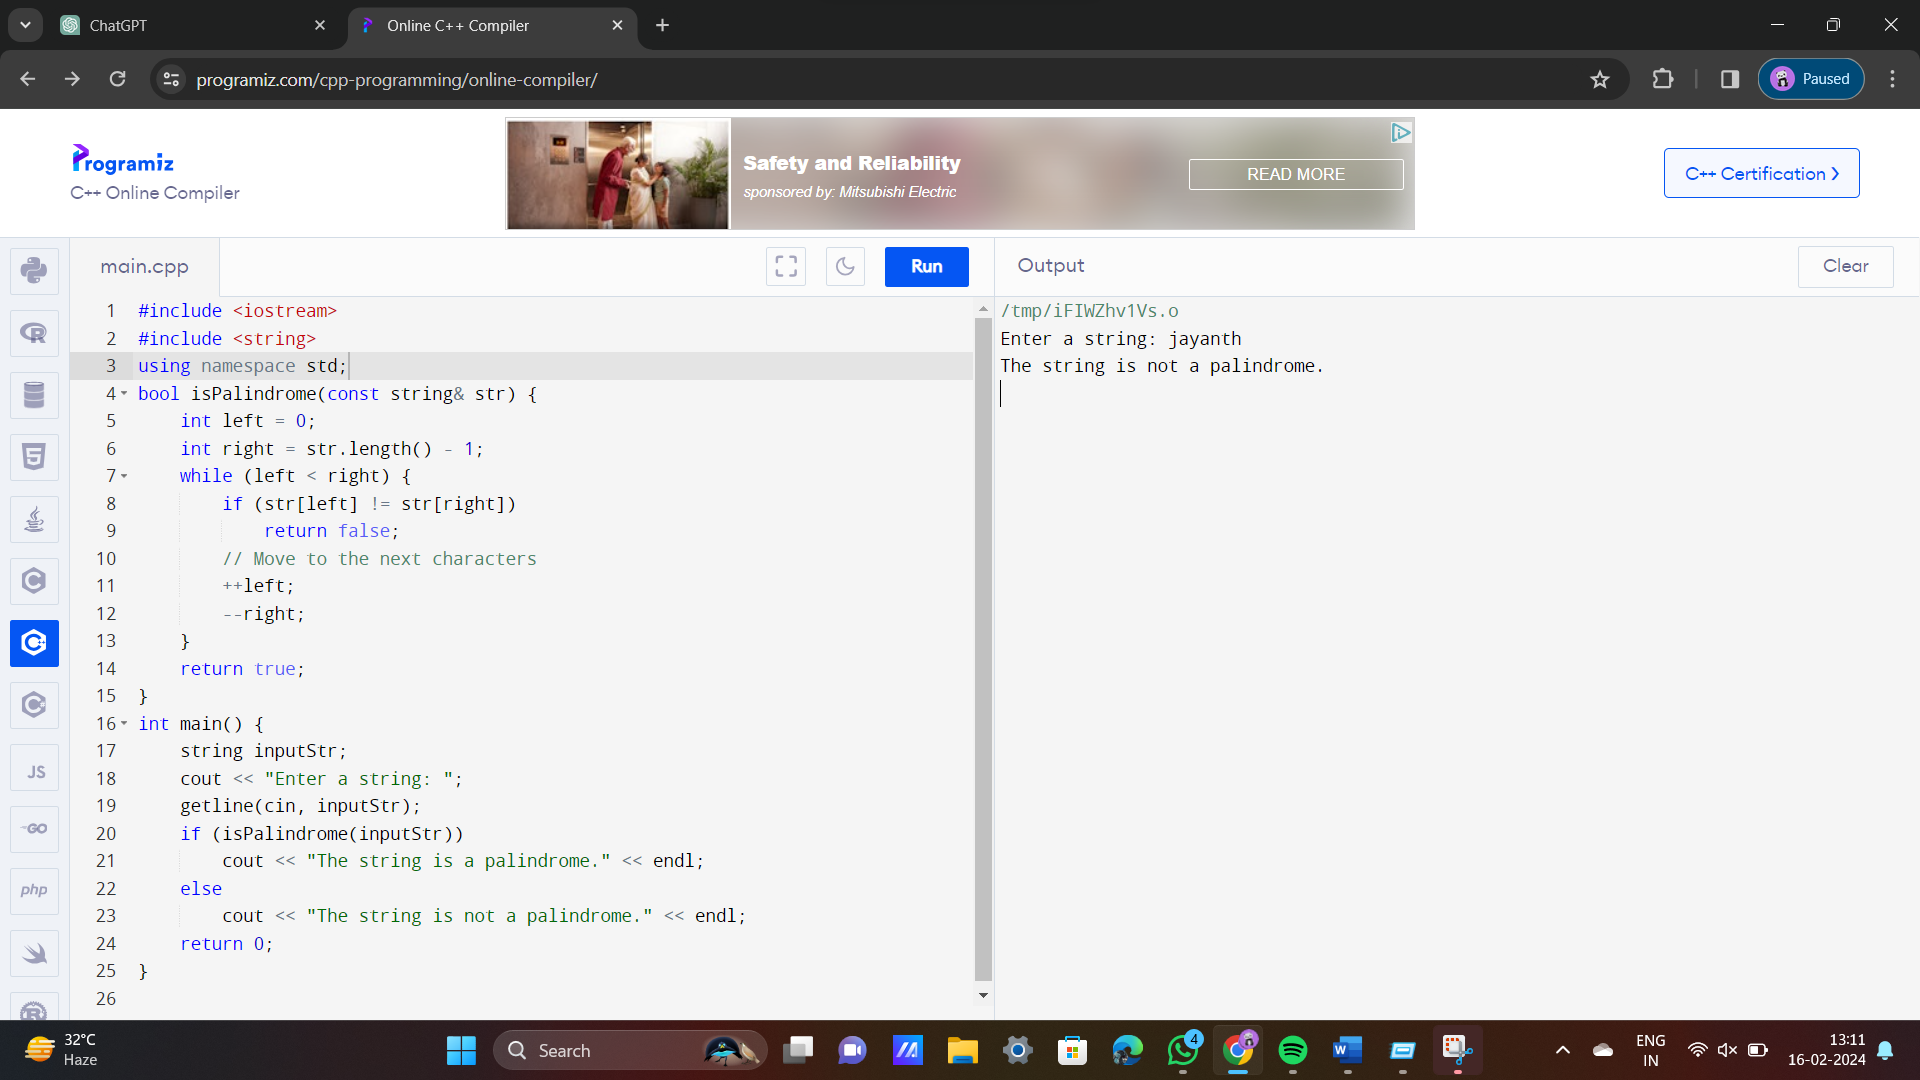 ChatGPT
Online C++ Compiler
programiz.com/cpp-programming/online-compiler/
Paused
Programiz
C++ Online Compiler
Safety and Reliability
sponsored by: Mitsubishi Electric
READ MORE
C++ Certification
main.cpp
Run
Output
Clear
1 #include <iostream>
2 #include <string>
3 using namespace std;
4 bool isPalindrome(const string& str) {
5 int left = 0;
6 int right = str.length() - 1;
7 while (left < right) {
8 if (str[left] != str[right])
9 return false;
10 // Move to the next characters
11 ++left;
12 --right;
13 }
14 return true;
15 }
16 int main() {
17 string inputStr;
18 cout << "Enter a string: ";
19 getline(cin, inputStr);
20 if (isPalindrome(inputStr))
21 cout << "The string is a palindrome." << endl;
22 else
23 cout << "The string is not a palindrome." << endl;
24 return 0;
25 }
26
/tmp/iFIWZhv1Vs.o
Enter a string: jayanth
The string is not a palindrome.
JS
GO
php
32°C
Haze
Search
4
ENG
IN
13:11
16-02-2024